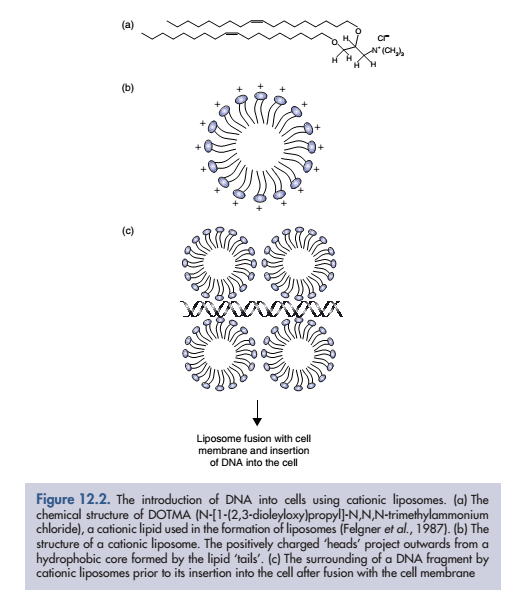 (a)
O
H
Cl⁻
O
N⁺(CH₃)₃
H
H
H
H
(b)
+ + + + + + + + + + + + + + +
(c)
Liposome fusion with cell
membrane and insertion
of DNA into the cell
Figure 12.2. The introduction of DNA into cells using cationic liposomes. (a) The
chemical structure of DOTMA (N-[1-(2,3-dioleyloxy)propyl]-N,N,N-trimethylammonium
chloride), a cationic lipid used in the formation of liposomes (Felgner et al., 1987). (b) The
structure of a cationic liposome. The positively charged ‘heads’ project outwards from a
hydrophobic core formed by the lipid ‘tails’. (c) The surrounding of a DNA fragment by
cationic liposomes prior to its insertion into the cell after fusion with the cell membrane